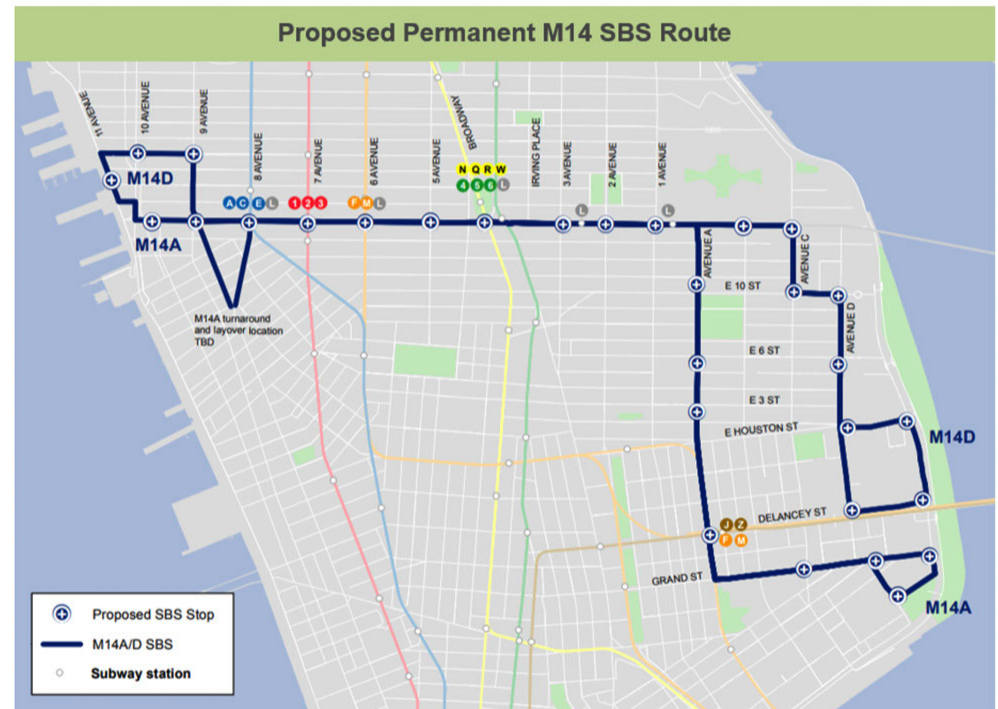 Proposed Permanent M14 SBS Route
11 AVENUE
10 AVENUE
9 AVENUE
8 AVENUE
7 AVENUE
6 AVENUE
5 AVENUE
BROADWAY
IRVING PLACE
3 AVENUE
2 AVENUE
1 AVENUE
N Q R W
4 5 6 L
A C E L
1 2 3
F M L
L
L
M14D
M14A
M14A turnaround
and layover location
TBD
AVENUE A
AVENUE C
E 10 ST
AVENUE D
E 6 ST
E 3 ST
E HOUSTON ST
M14D
J Z
F M
DELANCEY ST
GRAND ST
M14A
Proposed SBS Stop
M14A/D SBS
Subway station